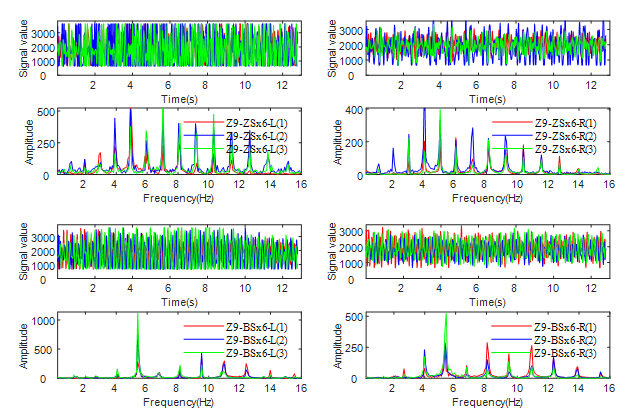 Signal value
3000
2000
1000
0
2 4 6 8 10 12
Time(s)
Signal value
3000
2000
1000
0
2 4 6 8 10 12
Time(s)
Amplitude
500
250
0
0 2 4 6 8 10 12 14 16
Frequency(Hz)
Z9-ZSx6-L(1)
Z9-ZSx6-L(2)
Z9-ZSx6-L(3)
Amplitude
400
200
0
0 2 4 6 8 10 12 14 16
Frequency(Hz)
Z9-ZSx6-R(1)
Z9-ZSx6-R(2)
Z9-ZSx6-R(3)
Signal value
3000
2000
1000
0
2 4 6 8 10 12
Time(s)
Signal value
3000
2000
1000
0
2 4 6 8 10 12
Time(s)
Amplitude
1000
500
0
0 2 4 6 8 10 12 14 16
Frequency(Hz)
Z9-BSx6-L(1)
Z9-BSx6-L(2)
Z9-BSx6-L(3)
Amplitude
500
250
0
0 2 4 6 8 10 12 14 16
Frequency(Hz)
Z9-BSx6-R(1)
Z9-BSx6-R(2)
Z9-BSx6-R(3)